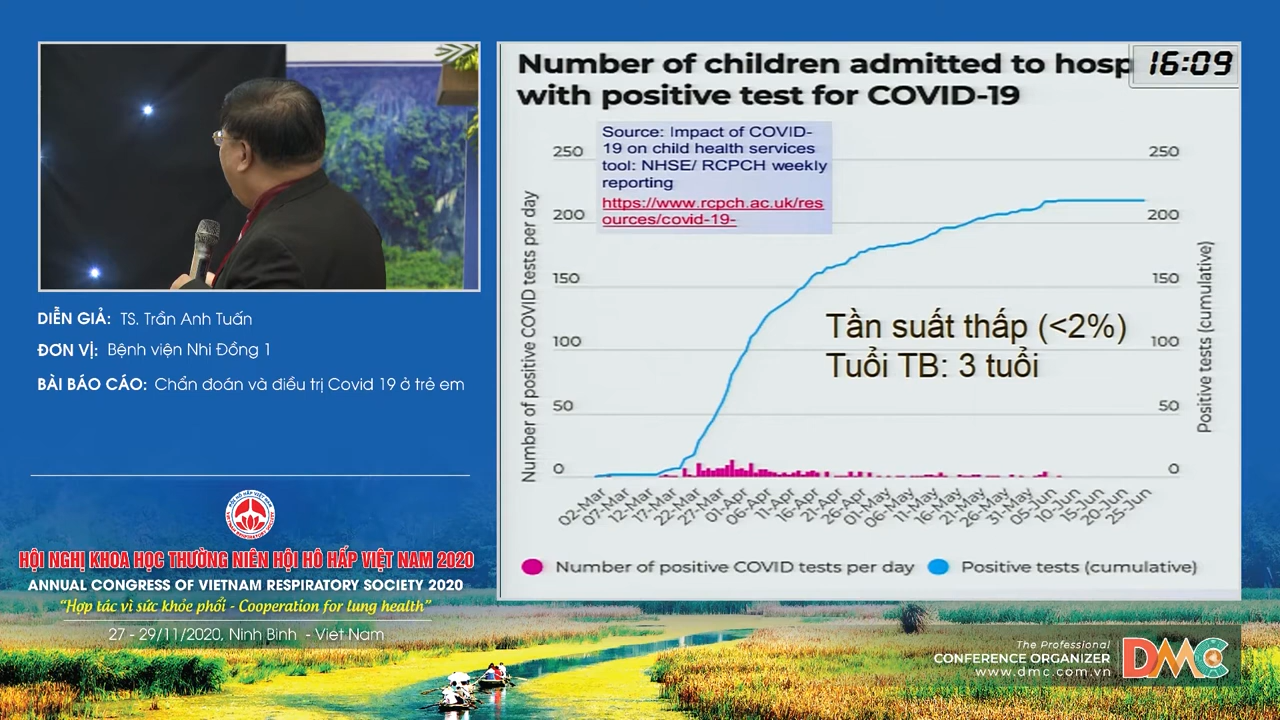 Number of children admitted to hosp
with positive test for COVID-19
16:09
Source: Impact of COVID-
19 on child health services
tool: NHSE/ RCPCH weekly
reporting
https://www.rcpch.ac.uk/res
ources/covid-19-
Number of positive COVID tests per day
250
200
150
100
50
0
250
200
150
100
50
0
Positive tests (cumulative)
Tần suất thấp (<2%)
Tuổi TB: 3 tuổi
02-Mar
07-Mar
12-Mar
17-Mar
22-Mar
27-Mar
01-Apr
06-Apr
11-Apr
16-Apr
21-Apr
26-Apr
01-May
06-May
11-May
16-May
21-May
26-May
31-May
05-Jun
10-Jun
15-Jun
20-Jun
25-Jun
Number of positive COVID tests per day
Positive tests (cumulative)
DIỄN GIẢ: TS. Trần Anh Tuấn
ĐƠN VỊ: Bệnh viện Nhi Đồng 1
BÀI BÁO CÁO: Chẩn đoán và điều trị Covid 19 ở trẻ em
HỘI NGHỊ KHOA HỌC THƯỜNG NIÊN HỘI HÔ HẤP VIỆT NAM 2020
ANNUAL CONGRESS OF VIETNAM RESPIRATORY SOCIETY 2020
"Hợp tác vì sức khỏe phổi - Cooperation for lung health"
27 - 29/11/2020, Ninh Bình - Việt Nam
The Professional
CONFERENCE ORGANIZER
www.dmc.com.vn
DMC